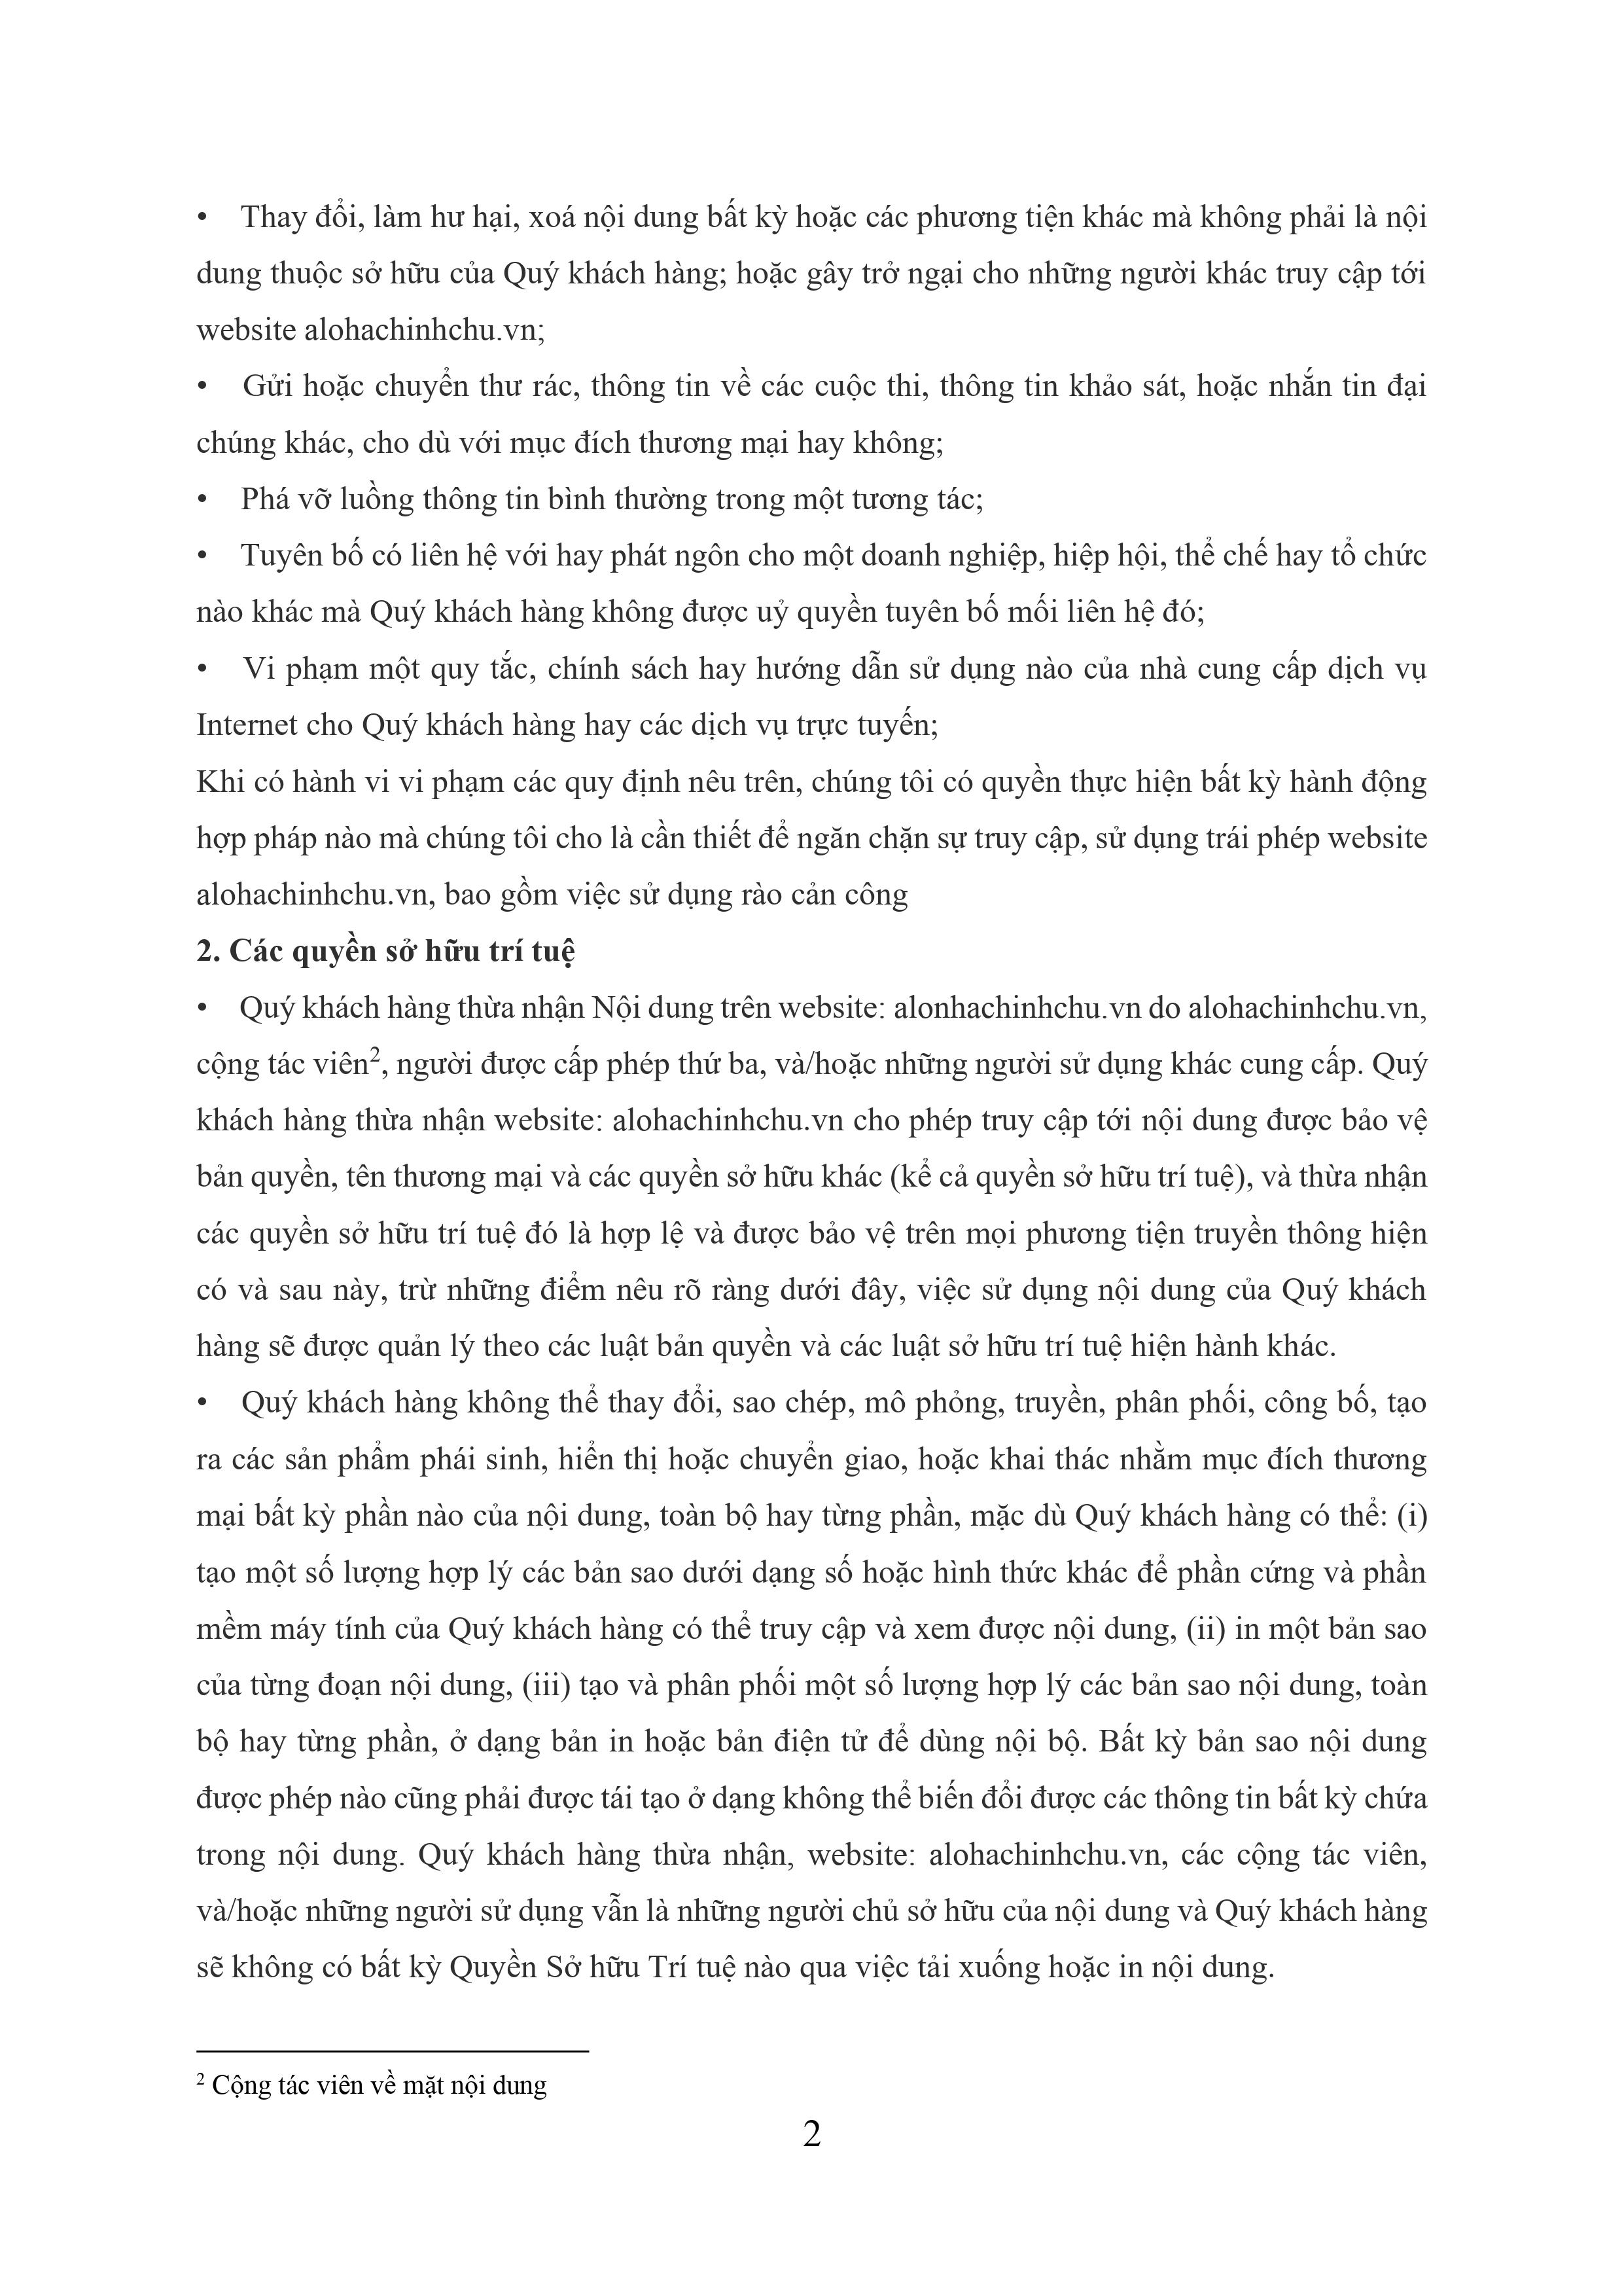 • Thay đổi, làm hư hại, xoá nội dung bất kỳ hoặc các phương tiện khác mà không phải là nội
dung thuộc sở hữu của Quý khách hàng; hoặc gây trở ngại cho những người khác truy cập tới
website alohachinhchu.vn;
• Gửi hoặc chuyển thư rác, thông tin về các cuộc thi, thông tin khảo sát, hoặc nhắn tin đại
chúng khác, cho dù với mục đích thương mại hay không;
• Phá vỡ luồng thông tin bình thường trong một tương tác;
• Tuyên bố có liên hệ với hay phát ngôn cho một doanh nghiệp, hiệp hội, thể chế hay tổ chức
nào khác mà Quý khách hàng không được uỷ quyền tuyên bố mối liên hệ đó;
• Vi phạm một quy tắc, chính sách hay hướng dẫn sử dụng nào của nhà cung cấp dịch vụ
Internet cho Quý khách hàng hay các dịch vụ trực tuyến;
Khi có hành vi vi phạm các quy định nêu trên, chúng tôi có quyền thực hiện bất kỳ hành động
hợp pháp nào mà chúng tôi cho là cần thiết để ngăn chặn sự truy cập, sử dụng trái phép website
alohachinhchu.vn, bao gồm việc sử dụng rào cản công
2. Các quyền sở hữu trí tuệ
• Quý khách hàng thừa nhận Nội dung trên website: alonhachinhchu.vn do alohachinhchu.vn,
cộng tác viên², người được cấp phép thứ ba, và/hoặc những người sử dụng khác cung cấp. Quý
khách hàng thừa nhận website: alohachinhchu.vn cho phép truy cập tới nội dung được bảo vệ
bản quyền, tên thương mại và các quyền sở hữu khác (kể cả quyền sở hữu trí tuệ), và thừa nhận
các quyền sở hữu trí tuệ đó là hợp lệ và được bảo vệ trên mọi phương tiện truyền thông hiện
có và sau này, trừ những điểm nêu rõ ràng dưới đây, việc sử dụng nội dung của Quý khách
hàng sẽ được quản lý theo các luật bản quyền và các luật sở hữu trí tuệ hiện hành khác.
• Quý khách hàng không thể thay đổi, sao chép, mô phỏng, truyền, phân phối, công bố, tạo
ra các sản phẩm phái sinh, hiển thị hoặc chuyển giao, hoặc khai thác nhằm mục đích thương
mại bất kỳ phần nào của nội dung, toàn bộ hay từng phần, mặc dù Quý khách hàng có thể: (i)
tạo một số lượng hợp lý các bản sao dưới dạng số hoặc hình thức khác để phần cứng và phần
mềm máy tính của Quý khách hàng có thể truy cập và xem được nội dung, (ii) in một bản sao
của từng đoạn nội dung, (iii) tạo và phân phối một số lượng hợp lý các bản sao nội dung, toàn
bộ hay từng phần, ở dạng bản in hoặc bản điện tử để dùng nội bộ. Bất kỳ bản sao nội dung
được phép nào cũng phải được tái tạo ở dạng không thể biến đổi được các thông tin bất kỳ chứa
trong nội dung. Quý khách hàng thừa nhận, website: alohachinhchu.vn, các cộng tác viên,
và/hoặc những người sử dụng vẫn là những người chủ sở hữu của nội dung và Quý khách hàng
sẽ không có bất kỳ Quyền Sở hữu Trí tuệ nào qua việc tải xuống hoặc in nội dung.
² Cộng tác viên về mặt nội dung
2